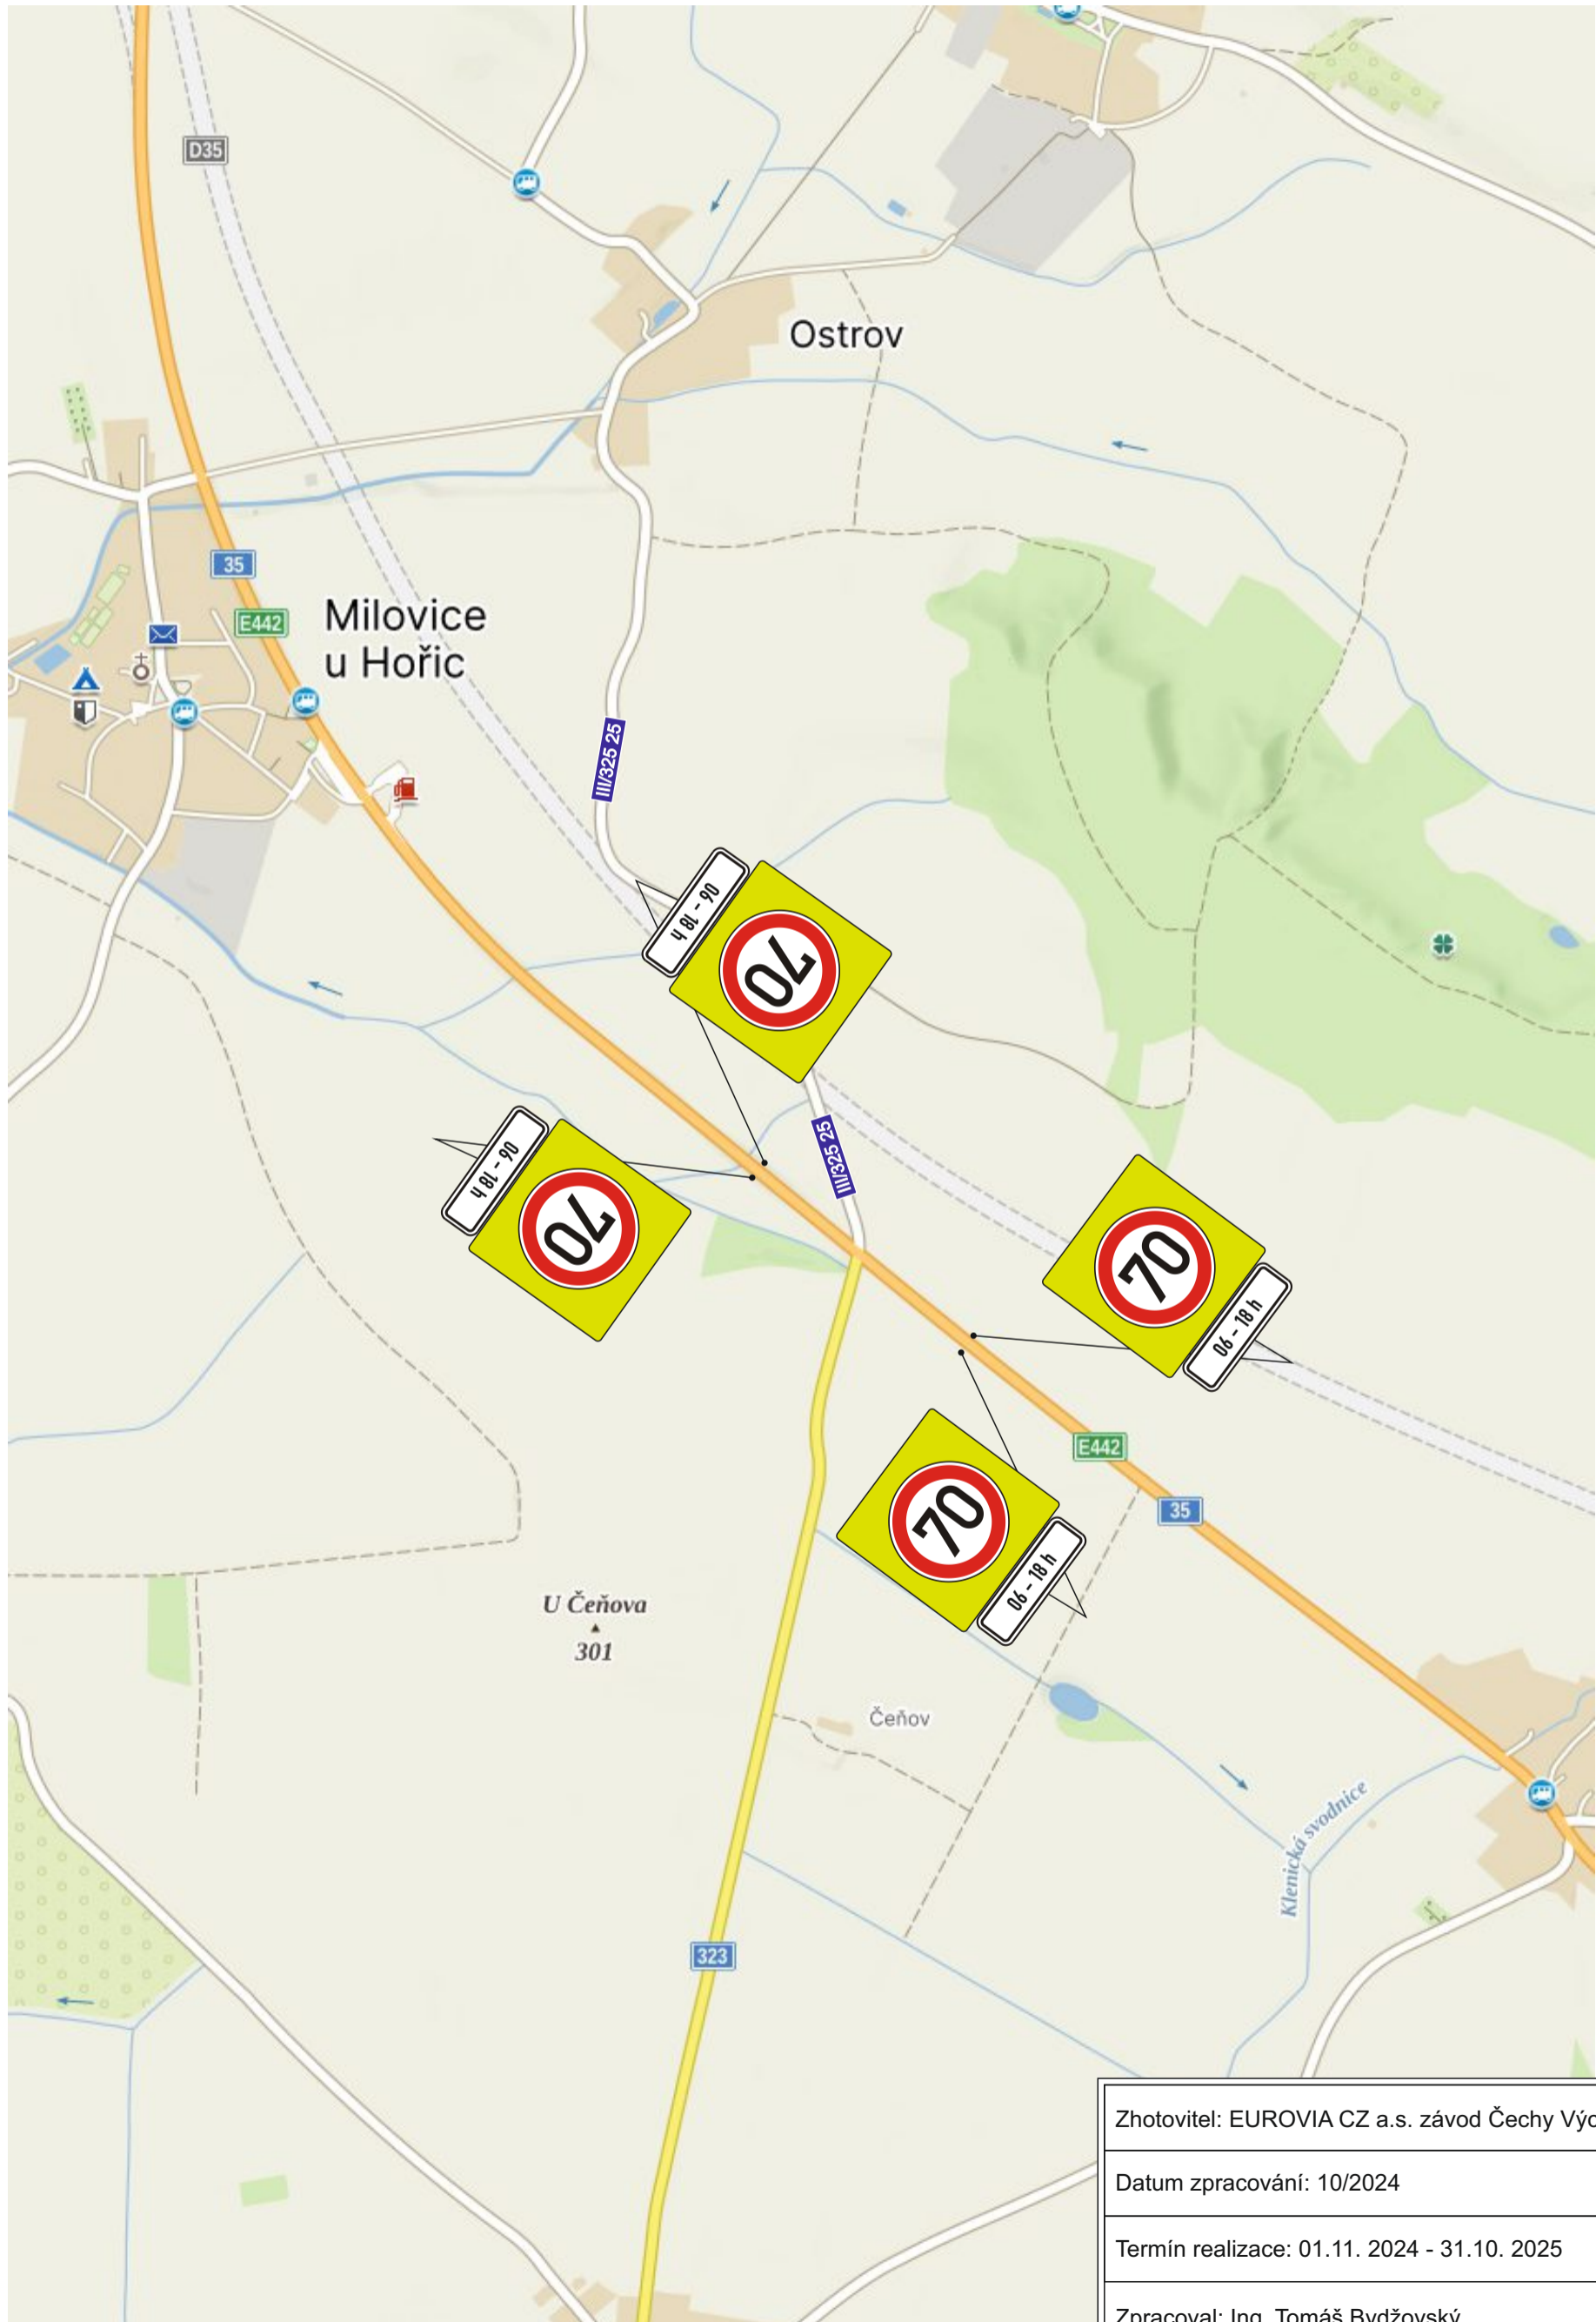 D35
Ostrov
35
E442
Milovice
u Hořic
III/325 25
06 - 18 h
70
06 - 18 h
70
III/325 25
70
06 - 18 h
70
06 - 18 h
E442
35
U Čeňova
301
Čeňov
Klenická svodnice
323
Zhotovitel: EUROVIA CZ a.s. závod Čechy Výc
Datum zpracování: 10/2024
Termín realizace: 01.11. 2024 - 31.10. 2025
Zpracoval: Ing. Tomáš Bydžovský